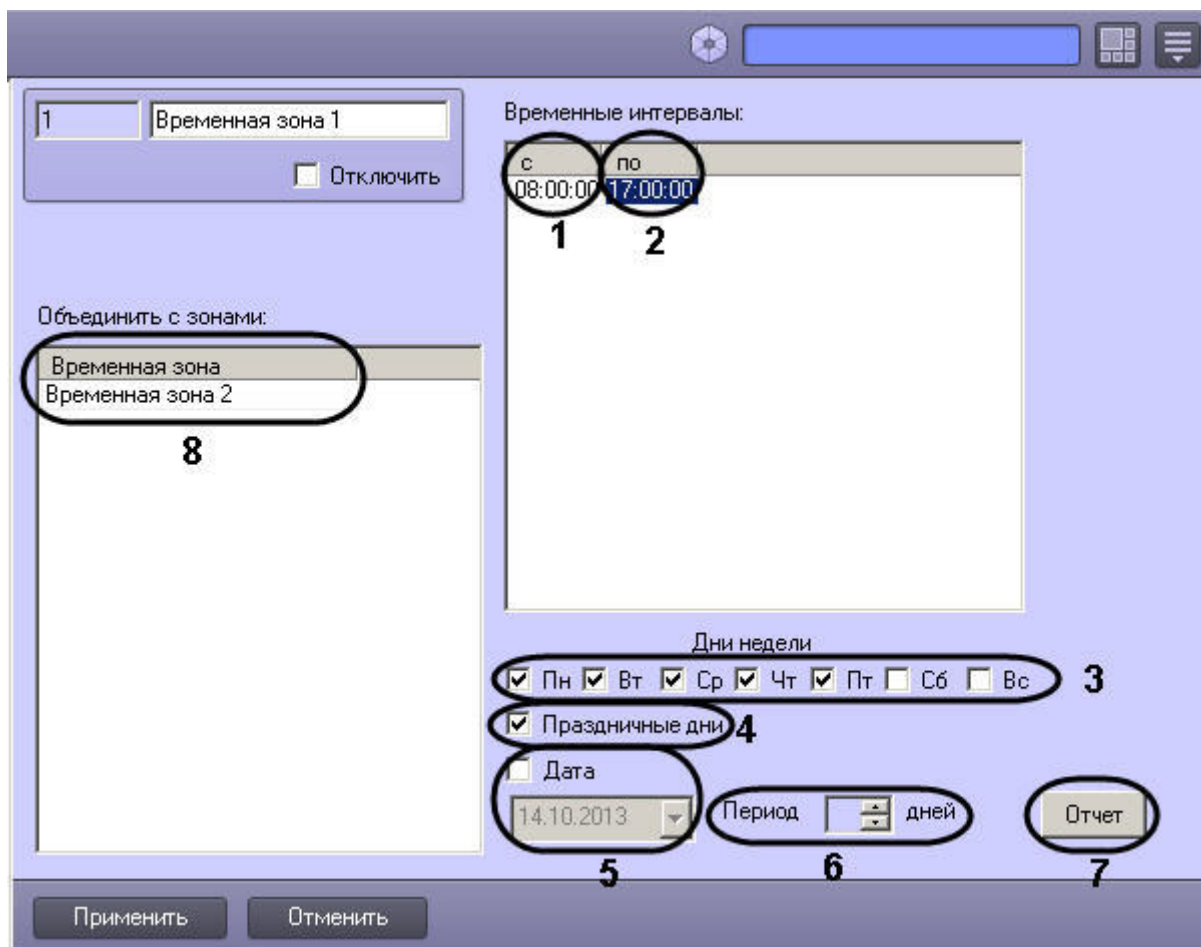 1 Временная зона 1
Отключить
Объединить с зонами:
Временная зона
Временная зона 2
8
Временные интервалы:
с по
08:00:00 17:00:00
1 2
Дни недели
Пн Вт Ср Чт Пт Сб Вс 3
Праздничные дни 4
Дата
14.10.2013 Период дней Отчет
5 6 7
Применить Отменить